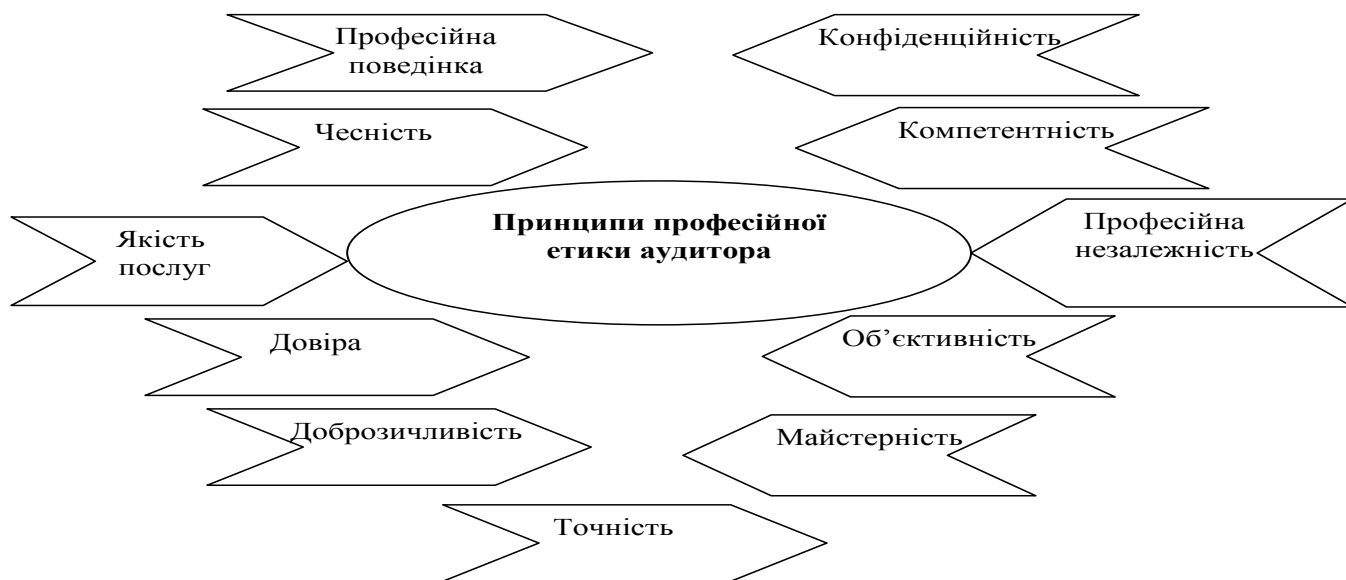 Професійна
поведінка
Конфіденційність
Чесність
Компетентність
Принципи професійної
етики аудитора
Якість
послуг
Професійна
незалежність
Довіра
Об’єктивність
Доброзичливість
Майстерність
Точність